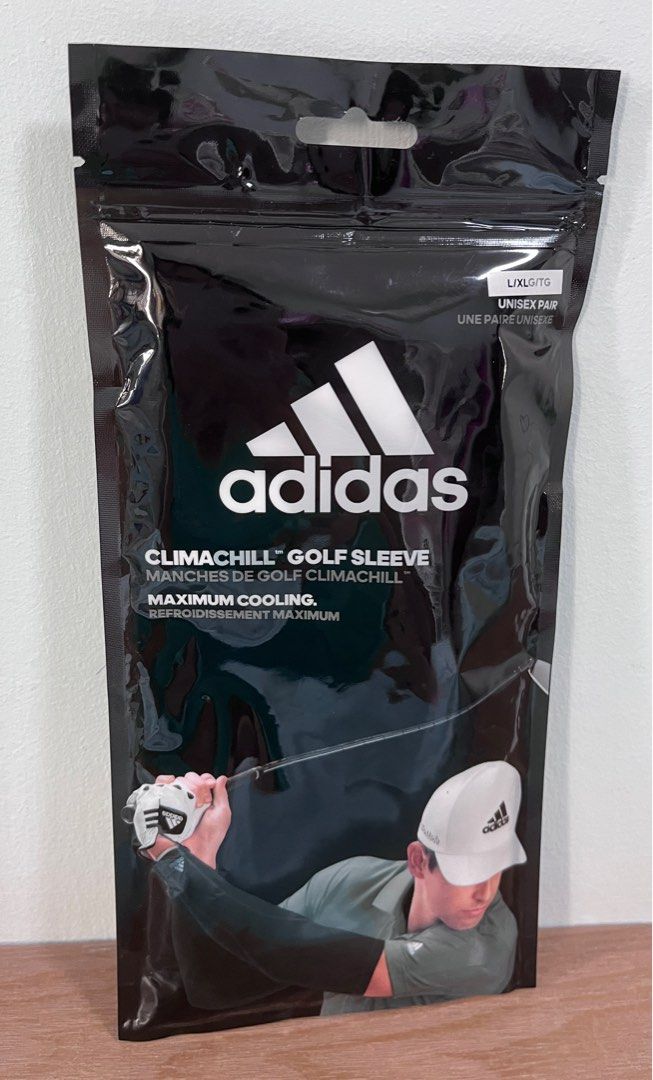 L/XLG/TG
UNISEX PAIR
UNE PAIRE UNISEXE
adidas
CLIMACHILL™ GOLF SLEEVE
MANCHES DE GOLF CLIMACHILL™
MAXIMUM COOLING.
REFROIDISSEMENT MAXIMUM
adidas